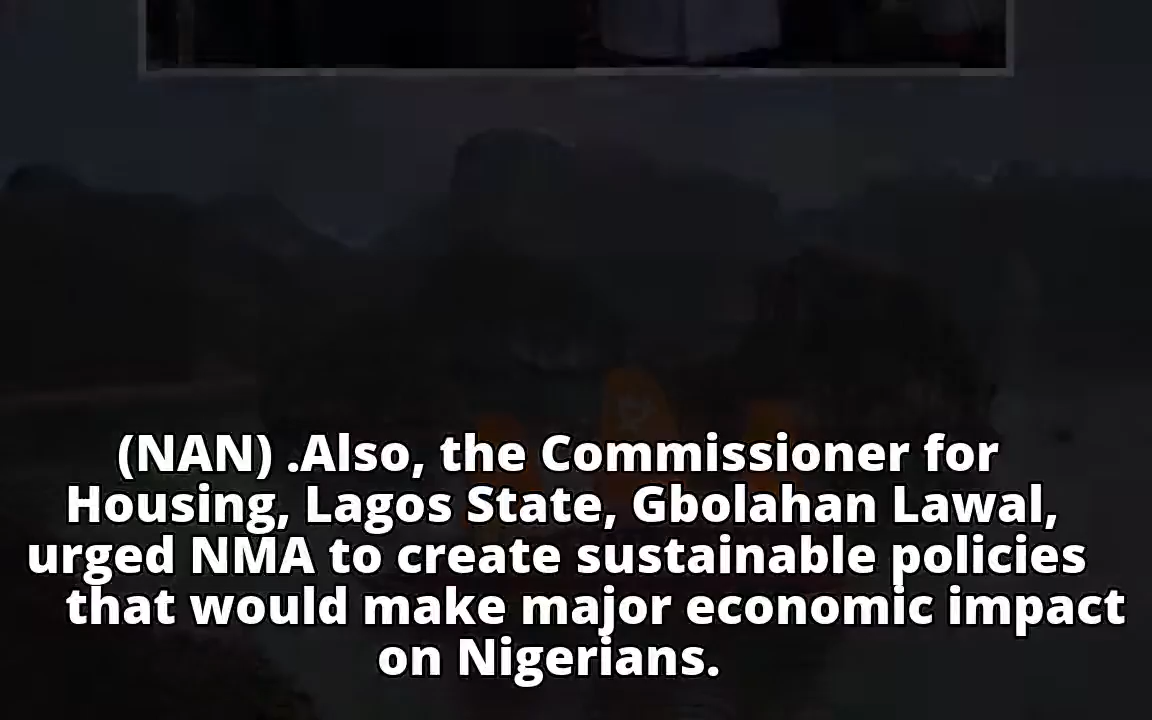 (NAN) .Also, the Commissioner for
Housing, Lagos State, Gbolahan Lawal,
urged NMA to create sustainable policies
that would make major economic impact
on Nigerians.